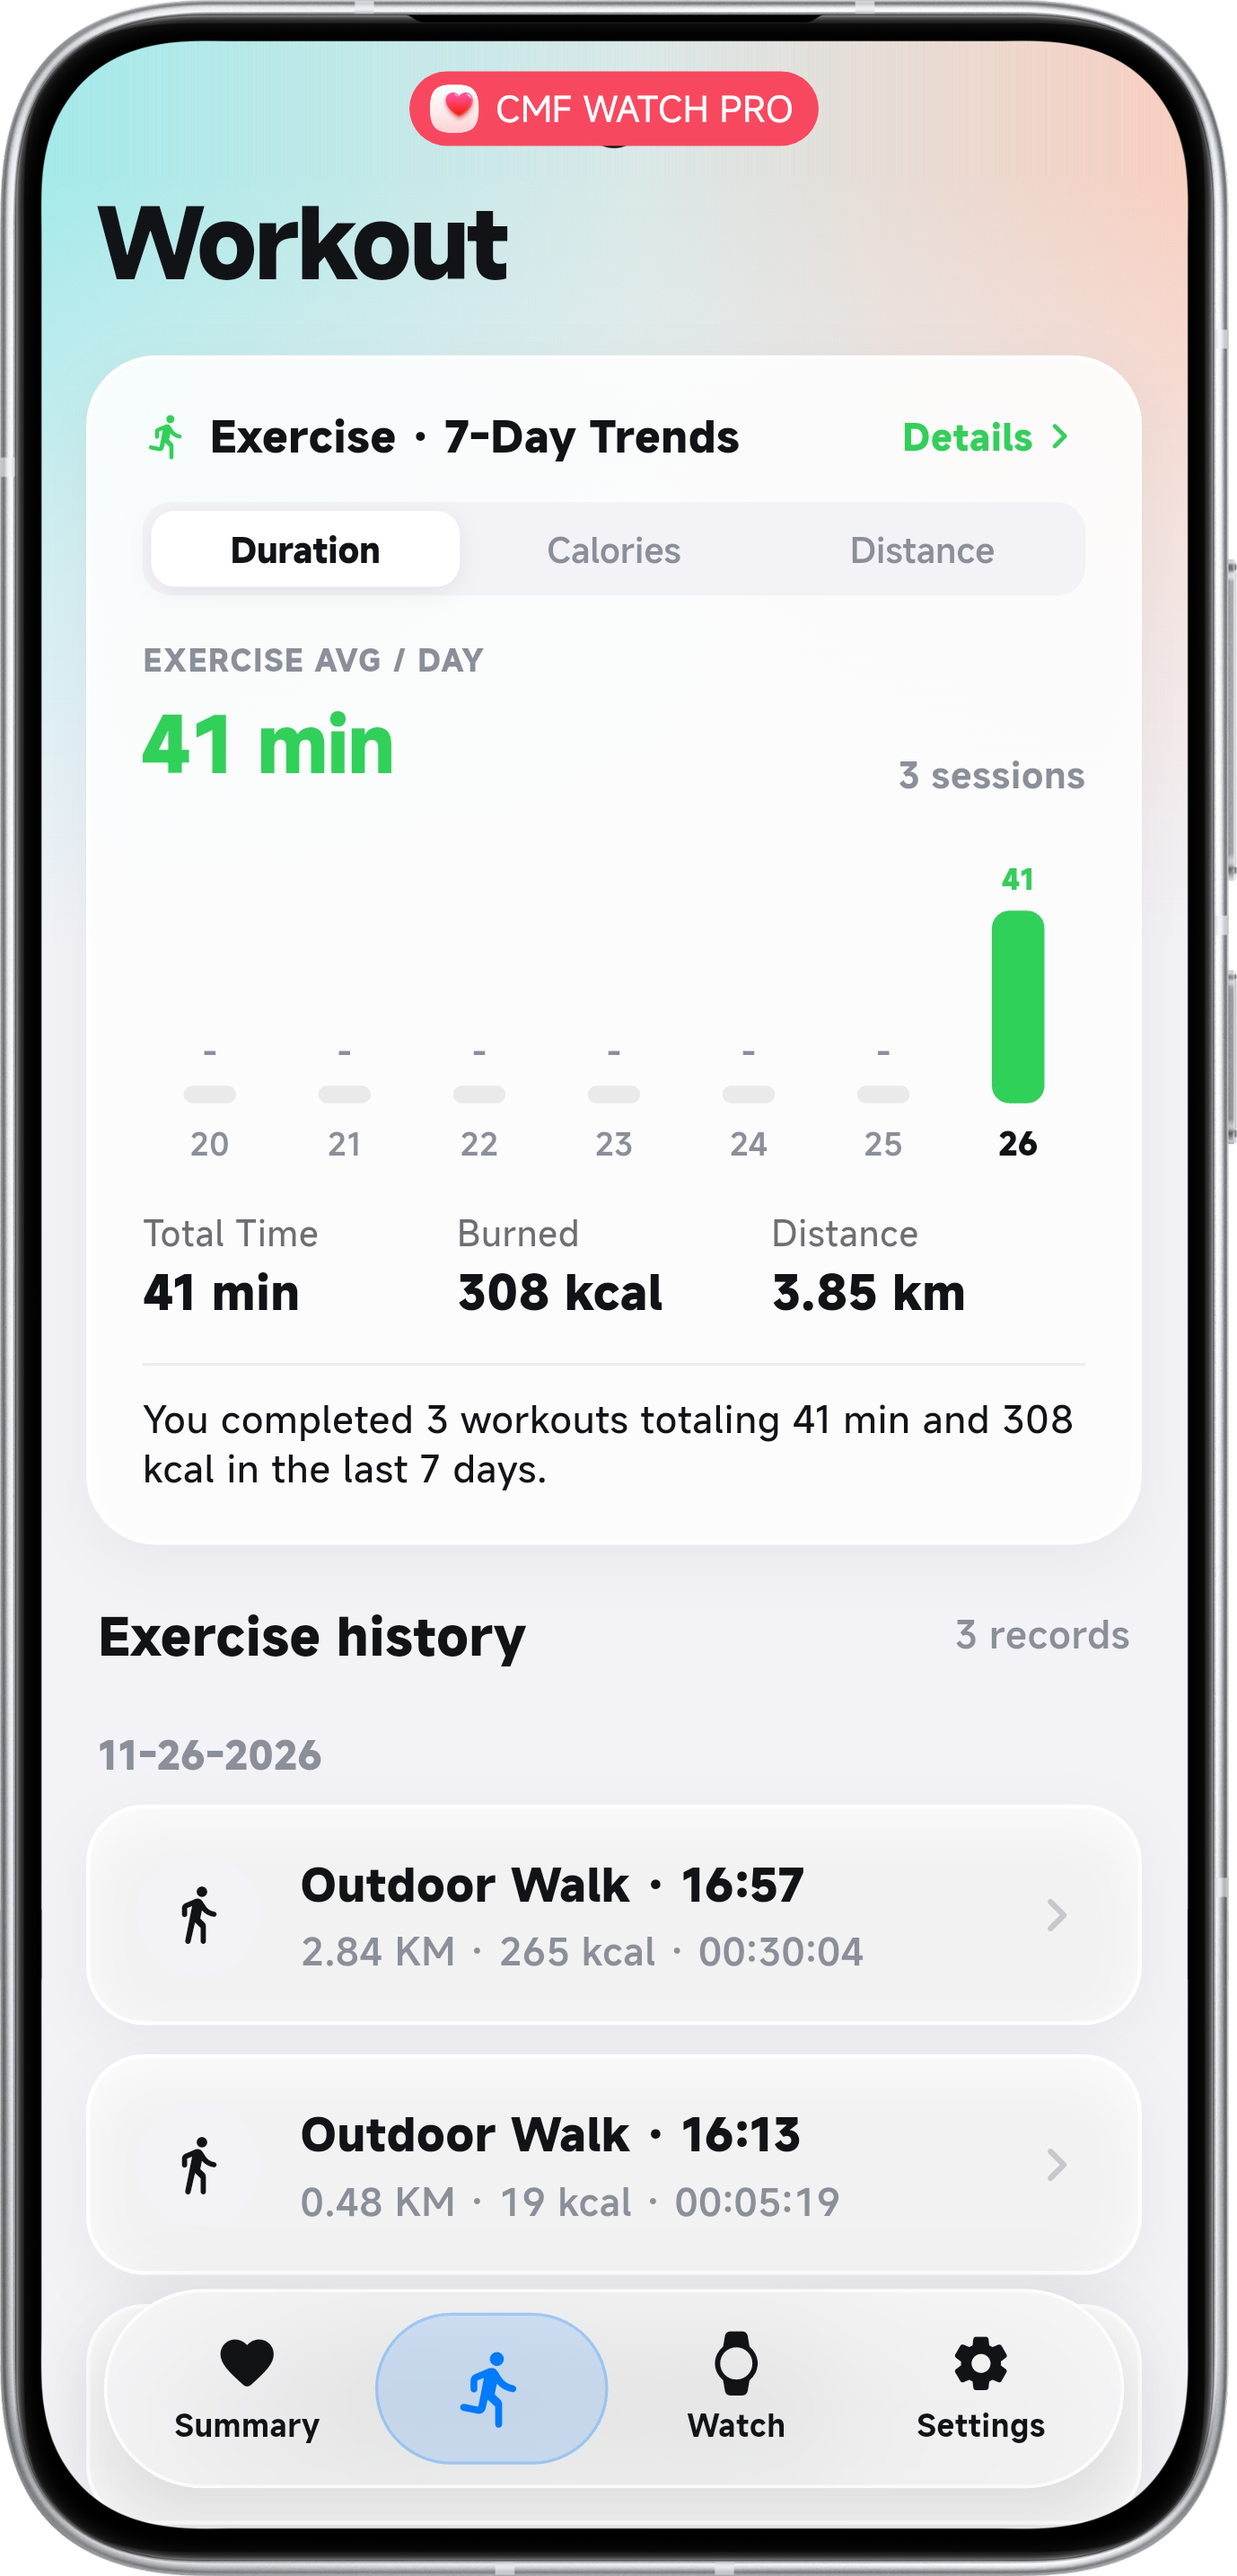 CMF WATCH PRO
Workout
Exercise · 7-Day Trends
Details
Duration
Calories
Distance
EXERCISE AVG / DAY
41 min
3 sessions
41
- - - - - -
20 21 22 23 24 25 26
Total Time
Burned
Distance
41 min
308 kcal
3.85 km
You completed 3 workouts totaling 41 min and 308
kcal in the last 7 days.
Exercise history
3 records
11-26-2026
Outdoor Walk · 16:57
2.84 KM · 265 kcal · 00:30:04
Outdoor Walk · 16:13
0.48 KM · 19 kcal · 00:05:19
Summary
Watch
Settings